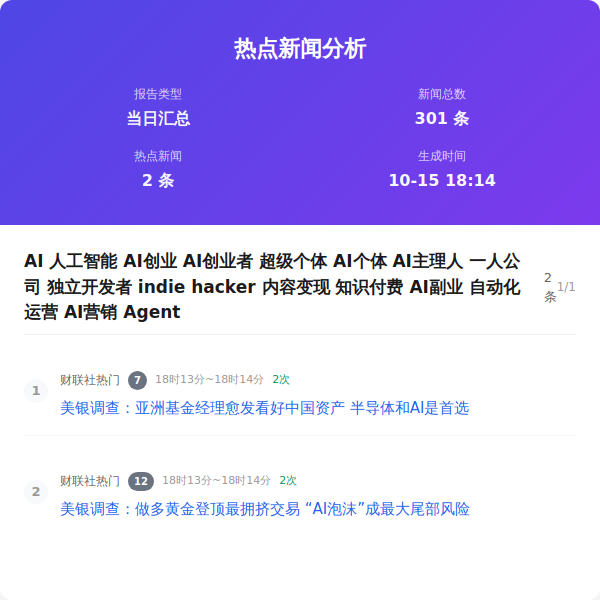 热点新闻分析
报告类型
新闻总数
当日汇总
301 条
热点新闻
生成时间
2 条
10-15 18:14
AI 人工智能 AI创业 AI创业者 超级个体 AI个体 AI主理人 一人公
司 独立开发者 indie hacker 内容变现 知识付费 AI副业 自动化
运营 AI营销 Agent
2
条
1/1
1
财联社热门 7 18时13分~18时14分 2次
美银调查：亚洲基金经理愈发看好中国资产 半导体和AI是首选
2
财联社热门 12 18时13分~18时14分 2次
美银调查：做多黄金登顶最拥挤交易 “AI泡沫”成最大尾部风险